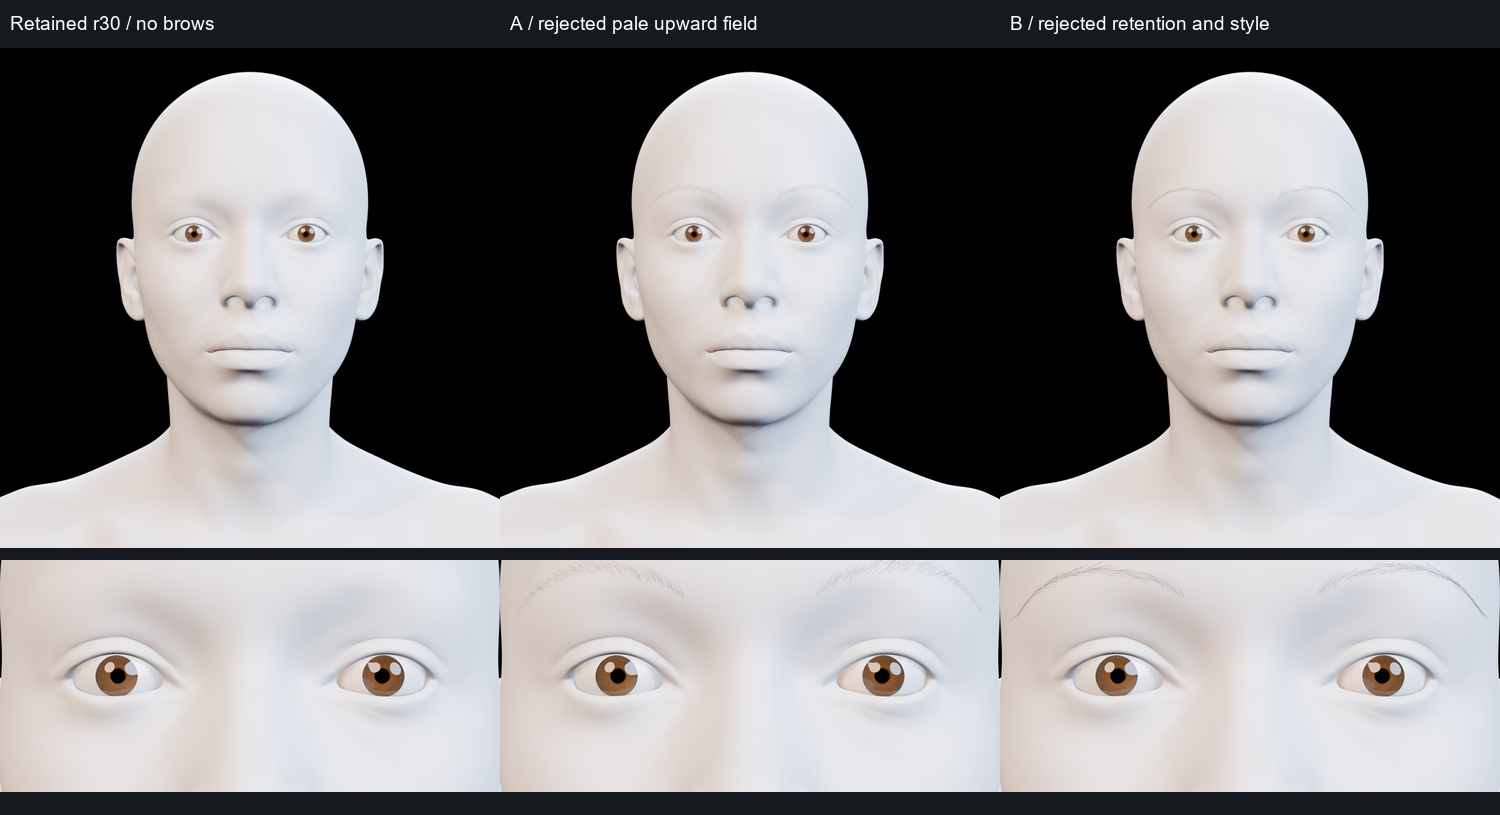 Retained r30 / no brows
A / rejected pale upward field
B / rejected retention and style